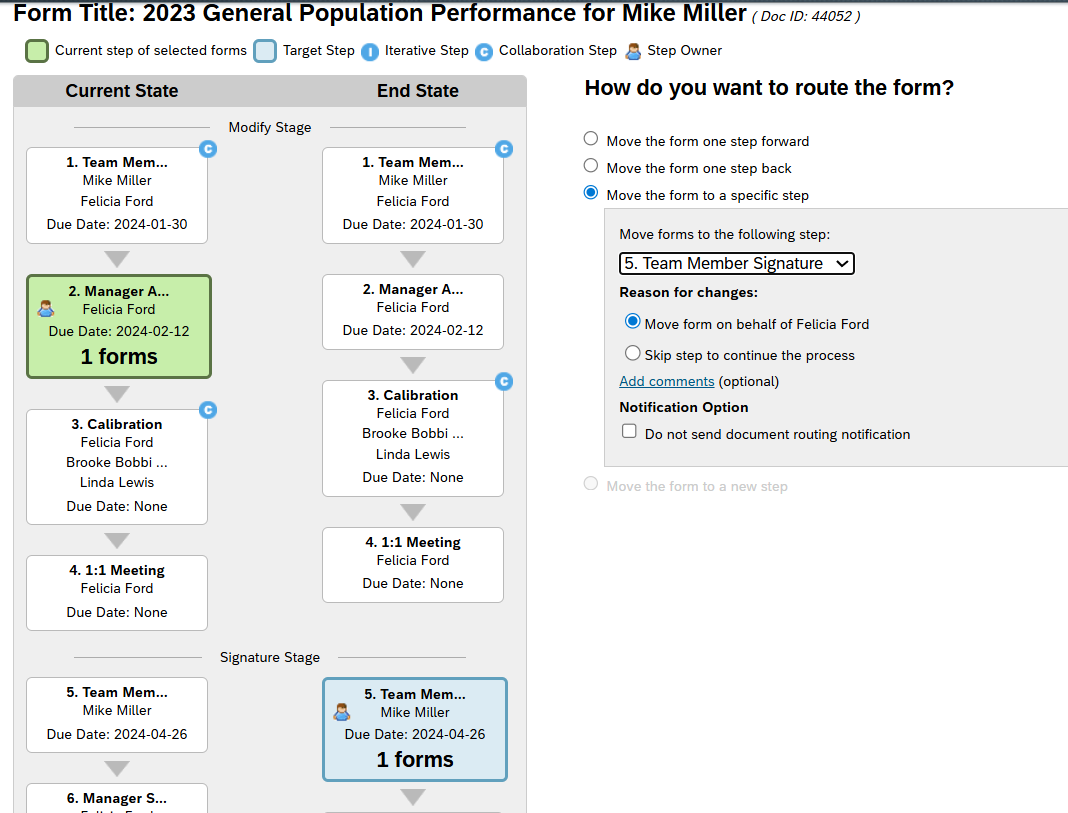 Form Title: 2023 General Population Performance for Mike Miller ( Doc ID: 44052 )
Current step of selected forms Target Step I Iterative Step C Collaboration Step Step Owner
Current State End State
Modify Stage
C
1. Team Mem...
Mike Miller
Felicia Ford
Due Date: 2024-01-30
2. Manager A...
Felicia Ford
Due Date: 2024-02-12
1 forms
C
3. Calibration
Felicia Ford
Brooke Bobbi ...
Linda Lewis
Due Date: None
4. 1:1 Meeting
Felicia Ford
Due Date: None
C
1. Team Mem...
Mike Miller
Felicia Ford
Due Date: 2024-01-30
2. Manager A...
Felicia Ford
Due Date: 2024-02-12
C
3. Calibration
Felicia Ford
Brooke Bobbi ...
Linda Lewis
Due Date: None
4. 1:1 Meeting
Felicia Ford
Due Date: None
Signature Stage
5. Team Mem...
Mike Miller
Due Date: 2024-04-26
6. Manager S...
5. Team Mem...
Mike Miller
Due Date: 2024-04-26
1 forms
How do you want to route the form?
Move the form one step forward
Move the form one step back
Move the form to a specific step
Move forms to the following step:
5. Team Member Signature
Reason for changes:
Move form on behalf of Felicia Ford
Skip step to continue the process
Add comments (optional)
Notification Option
Do not send document routing notification
Move the form to a new step